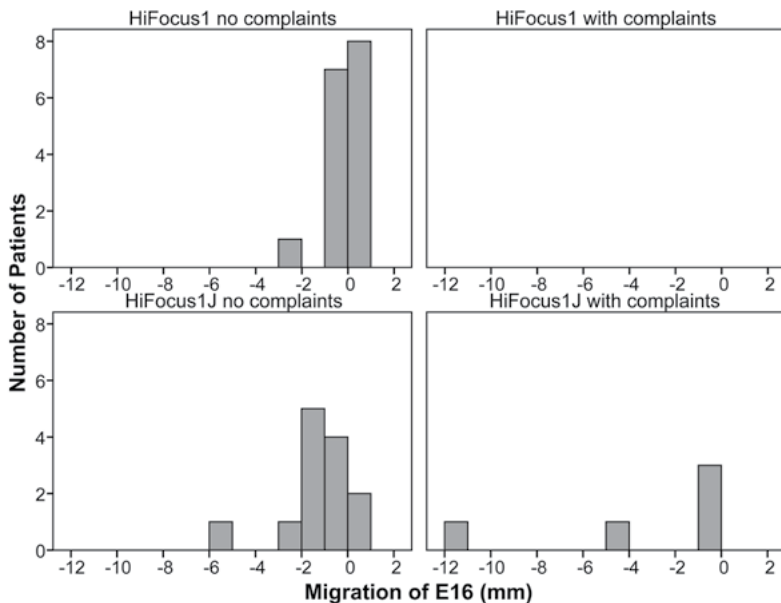 HiFocus1 no complaints
HiFocus1 with complaints
8
6
4
2
0
-12 -10 -8 -6 -4 -2 0 2
-12 -10 -8 -6 -4 -2 0 2
HiFocus1J no complaints
HiFocus1J with complaints
8
6
4
2
0
-12 -10 -8 -6 -4 -2 0 2
-12 -10 -8 -6 -4 -2 0 2
Number of Patients
Migration of E16 (mm)